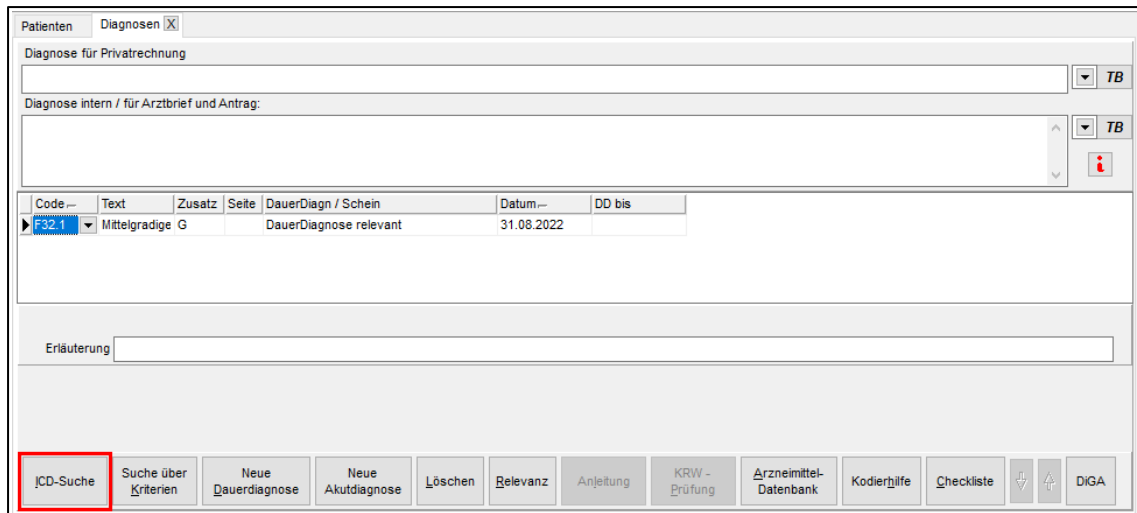 Patienten Diagnosen X
Diagnose für Privatrechnung
TB
Diagnose intern / für Arztbrief und Antrag:
TB
i
Code Text Zusatz Seite DauerDiagn / Schein Datum DD bis
F32.1 Mittelgradige G DauerDiagnose relevant 31.08.2022
Erläuterung
ICD-Suche
Suche über
Kriterien
Neue
Dauerdiagnose
Neue
Akutdiagnose
Löschen
Relevanz
Anleitung
KRW -
Prüfung
Arzneimittel-
Datenbank
Kodierhilfe
Checkliste
DiGA